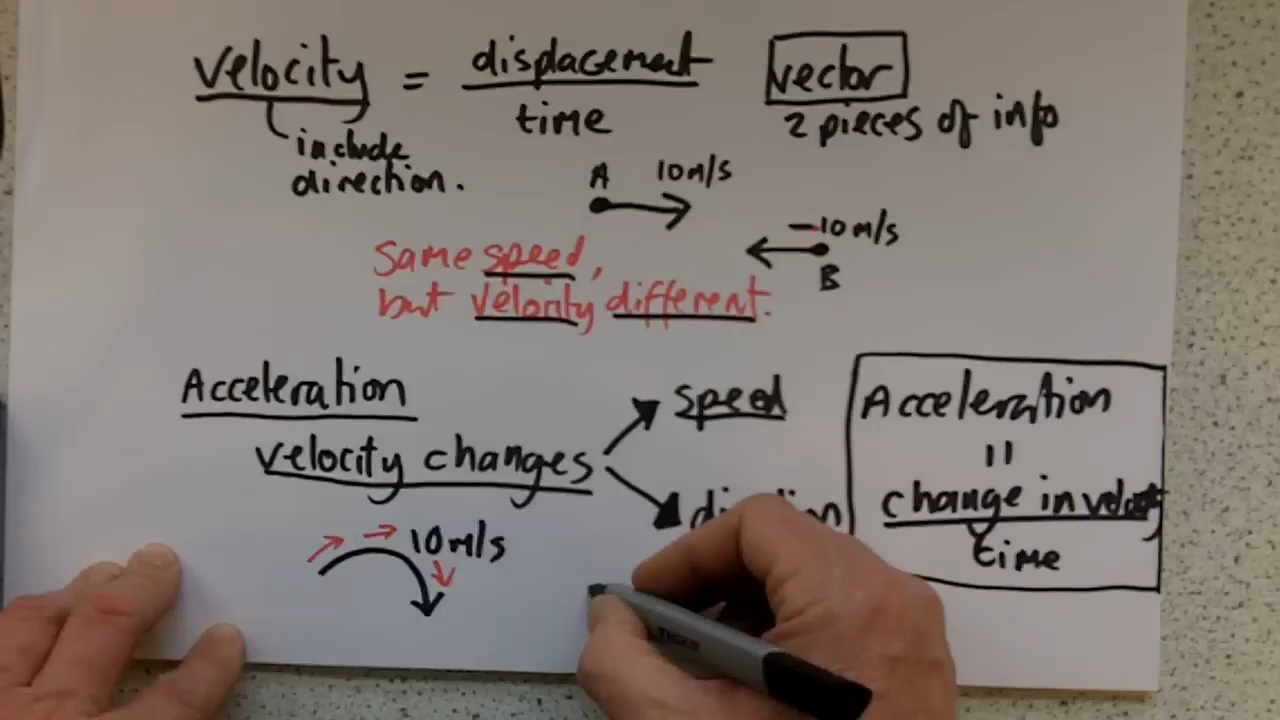 velocity = displacement
time
vector
2 pieces of info
include
direction.
A 10m/s
-10m/s
B
Same speed,
but velocity different.
Acceleration
velocity changes
speed
10m/s
Acceleration
=
change in velocity
time